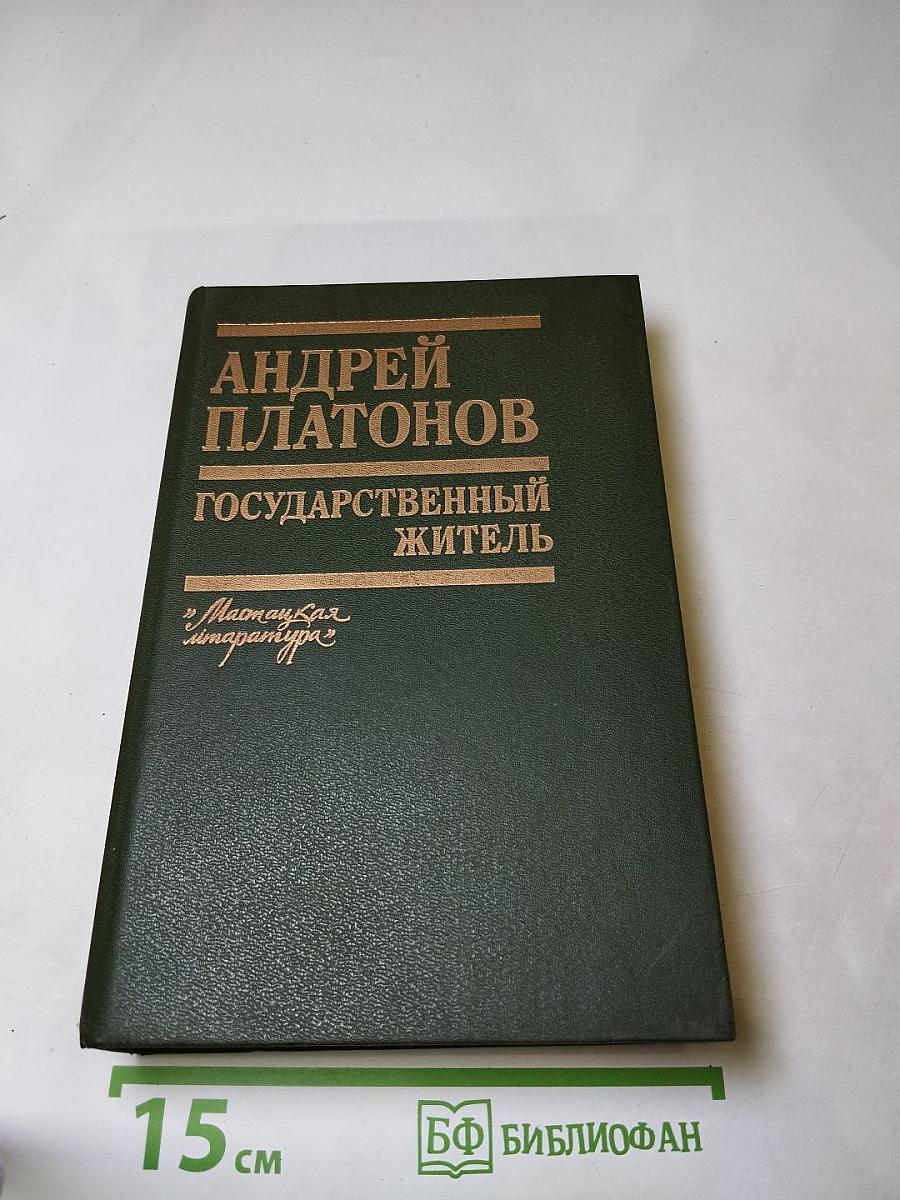 АНДРЕЙ
ПЛАТОНОВ
ГОСУДАРСТВЕННЫЙ
ЖИТЕЛЬ
„Мастацкая
літаратура"
15 см
БФ БИБЛИОФАН